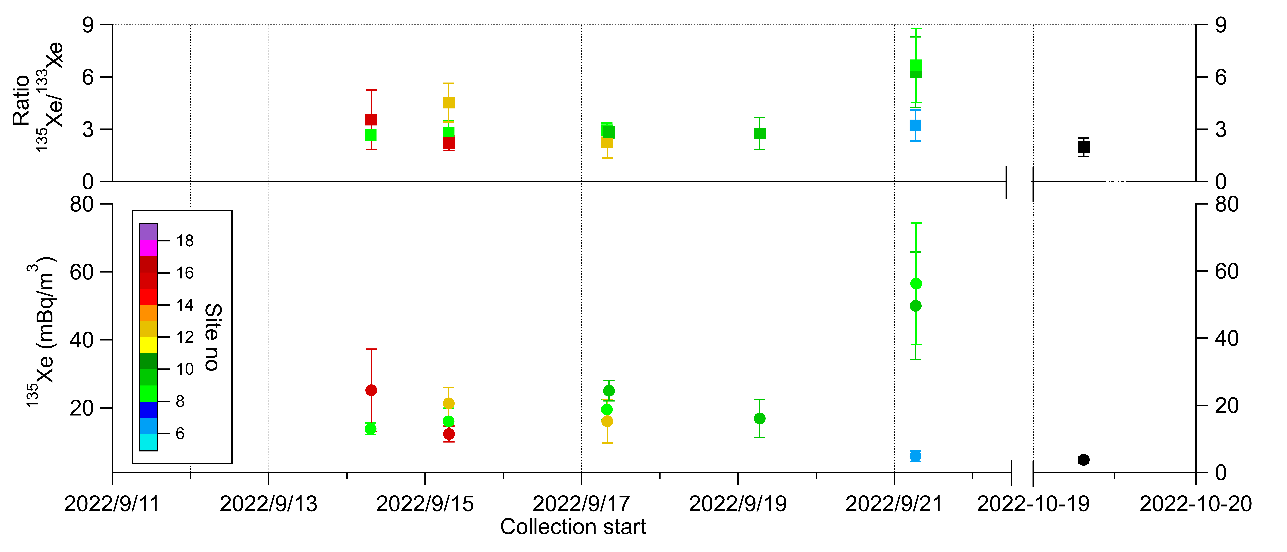 Ratio
¹³⁵Xe/¹³³Xe
9 9
6 6
3 3
0 0
¹³⁵Xe (mBq/m³)
80 80
60 60
40 40
20 20
0
Site no
18
16
14
12
10
8
6
2022/9/11 2022/9/13 2022/9/15 2022/9/17 2022/9/19 2022/9/21 2022-10-19 2022-10-20
Collection start